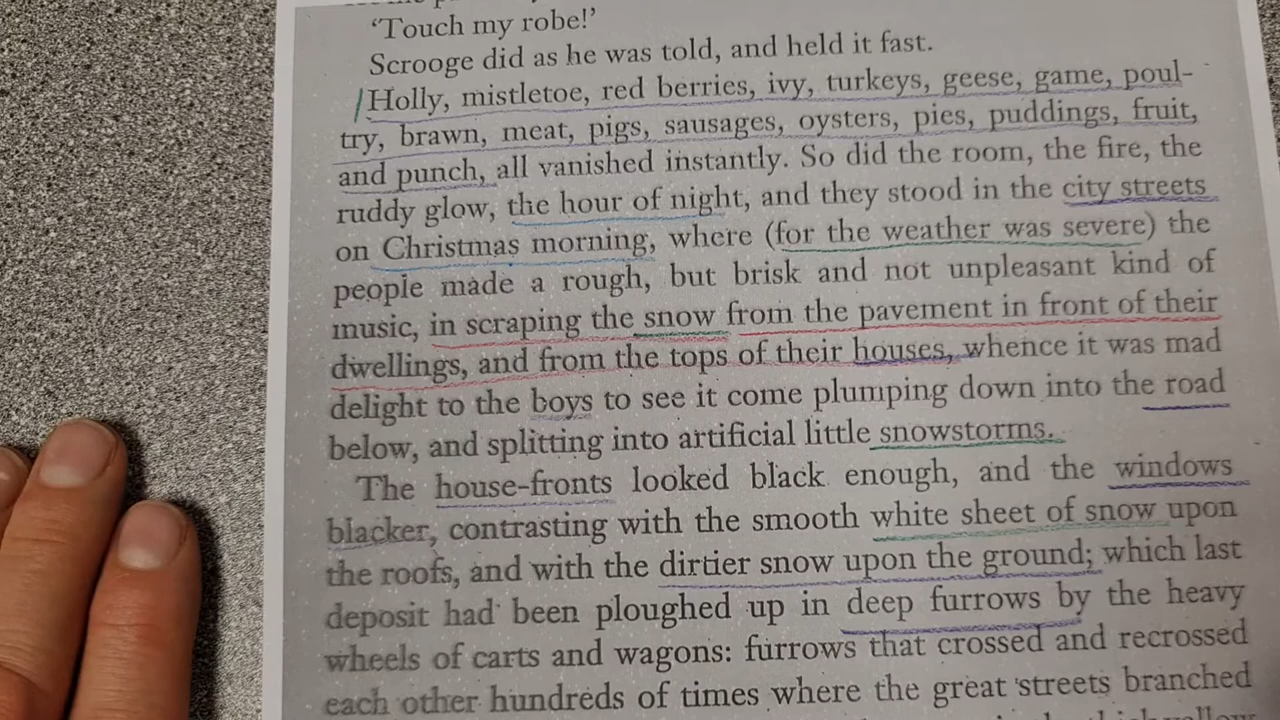 ‘Touch my robe!’
Scrooge did as he was told, and held it fast.
Holly, mistletoe, red berries, ivy, turkeys, geese, game, poul-
try, brawn, meat, pigs, sausages, oysters, pies, puddings, fruit,
and punch, all vanished instantly. So did the room, the fire, the
ruddy glow, the hour of night, and they stood in the city streets
on Christmas morning, where (for the weather was severe) the
people made a rough, but brisk and not unpleasant kind of
music, in scraping the snow from the pavement in front of their
dwellings, and from the tops of their houses, whence it was mad
delight to the boys to see it come plumping down into the road
below, and splitting into artificial little snowstorms.
The house-fronts looked black enough, and the windows
blacker, contrasting with the smooth white sheet of snow upon
the roofs, and with the dirtier snow upon the ground; which last
deposit had been ploughed up in deep furrows by the heavy
wheels of carts and wagons: furrows that crossed and recrossed
each other hundreds of times where the great streets branched